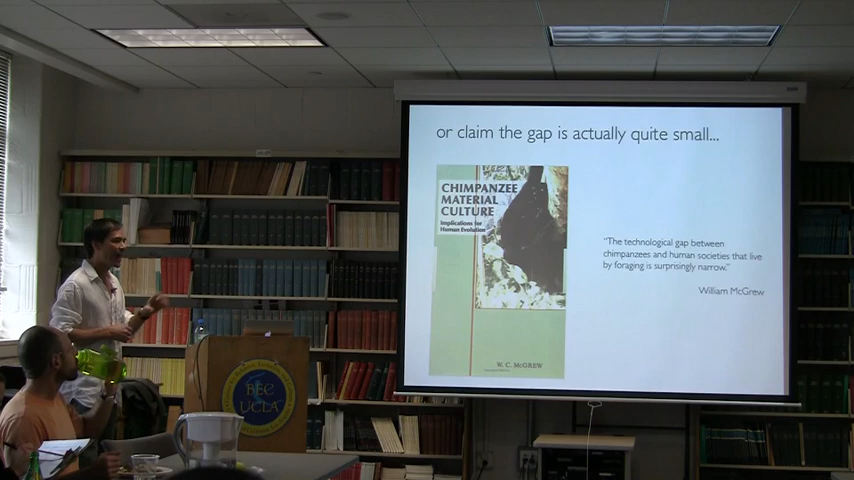 or claim the gap is actually quite small...
CHIMPANZEE
MATERIAL
CULTURE
Implications for
Human Evolution
W. C. McGREW
"The technological gap between
chimpanzees and human societies that live
by foraging is surprisingly narrow."
William McGrew
BEC
UCLA